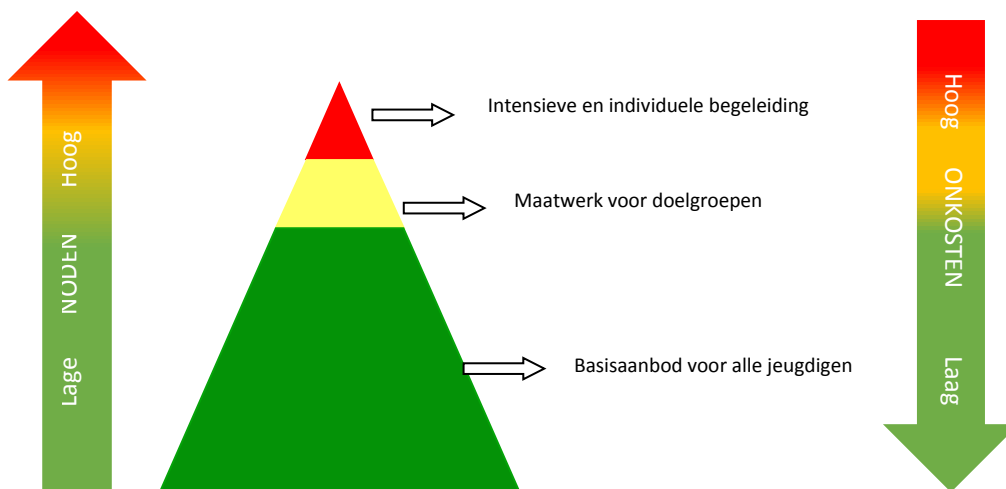 Hoog
NODEN
Lage
Intensieve en individuele begeleiding
Maatwerk voor doelgroepen
Basisaanbod voor alle jeugdigen
Hoog
ONKOSTEN
Laag